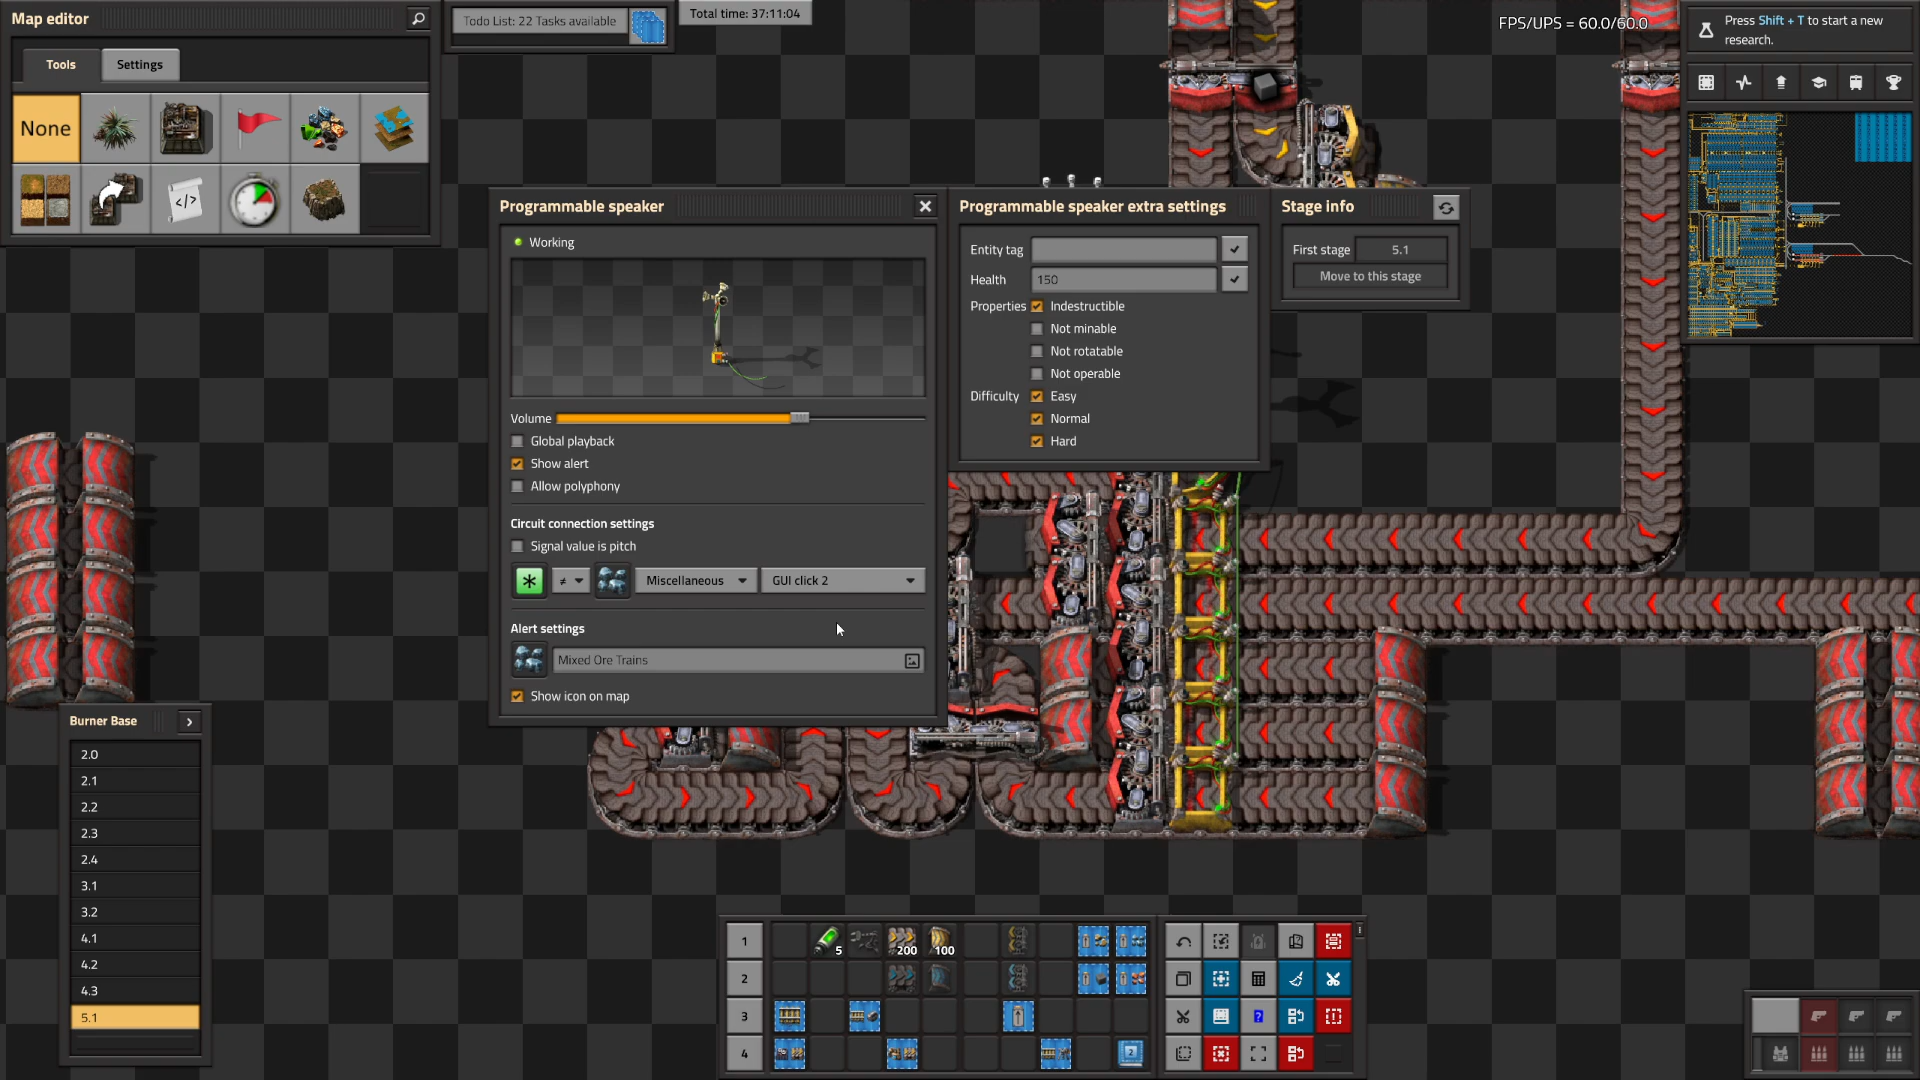 Map editor
Todo List: 22 Tasks available
Total time: 37:11:04
FPS/UPS = 60.0/60.0
Press Shift + T to start a new
research.
Tools
Settings
None
</>
Programmable speaker
Working
Volume
Global playback
Show alert
Allow polyphony
Circuit connection settings
Signal value is pitch
* ≠ Miscellaneous GUI click 2
Alert settings
Mixed Ore Trains
Show icon on map
Programmable speaker extra settings
Entity tag
Health 150
Properties Indestructible
Not minable
Not rotatable
Not operable
Difficulty Easy
Normal
Hard
Stage info
First stage 5.1
Move to this stage
Burner Base >
2.0
2.1
2.2
2.3
2.4
3.1
3.2
4.1
4.2
4.3
5.1
1 5 200 100
2
3 ?
4 2